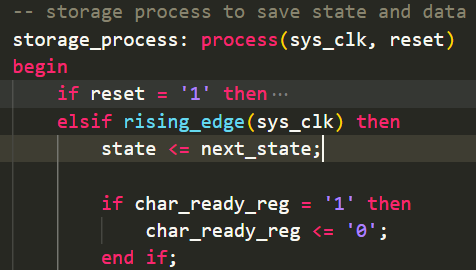 -- storage process to save state and data
storage_process: process(sys_clk, reset)
begin
    if reset = '1' then···
    elsif rising_edge(sys_clk) then
        state <= next_state;

        if char_ready_reg = '1' then
            char_ready_reg <= '0';
        end if;